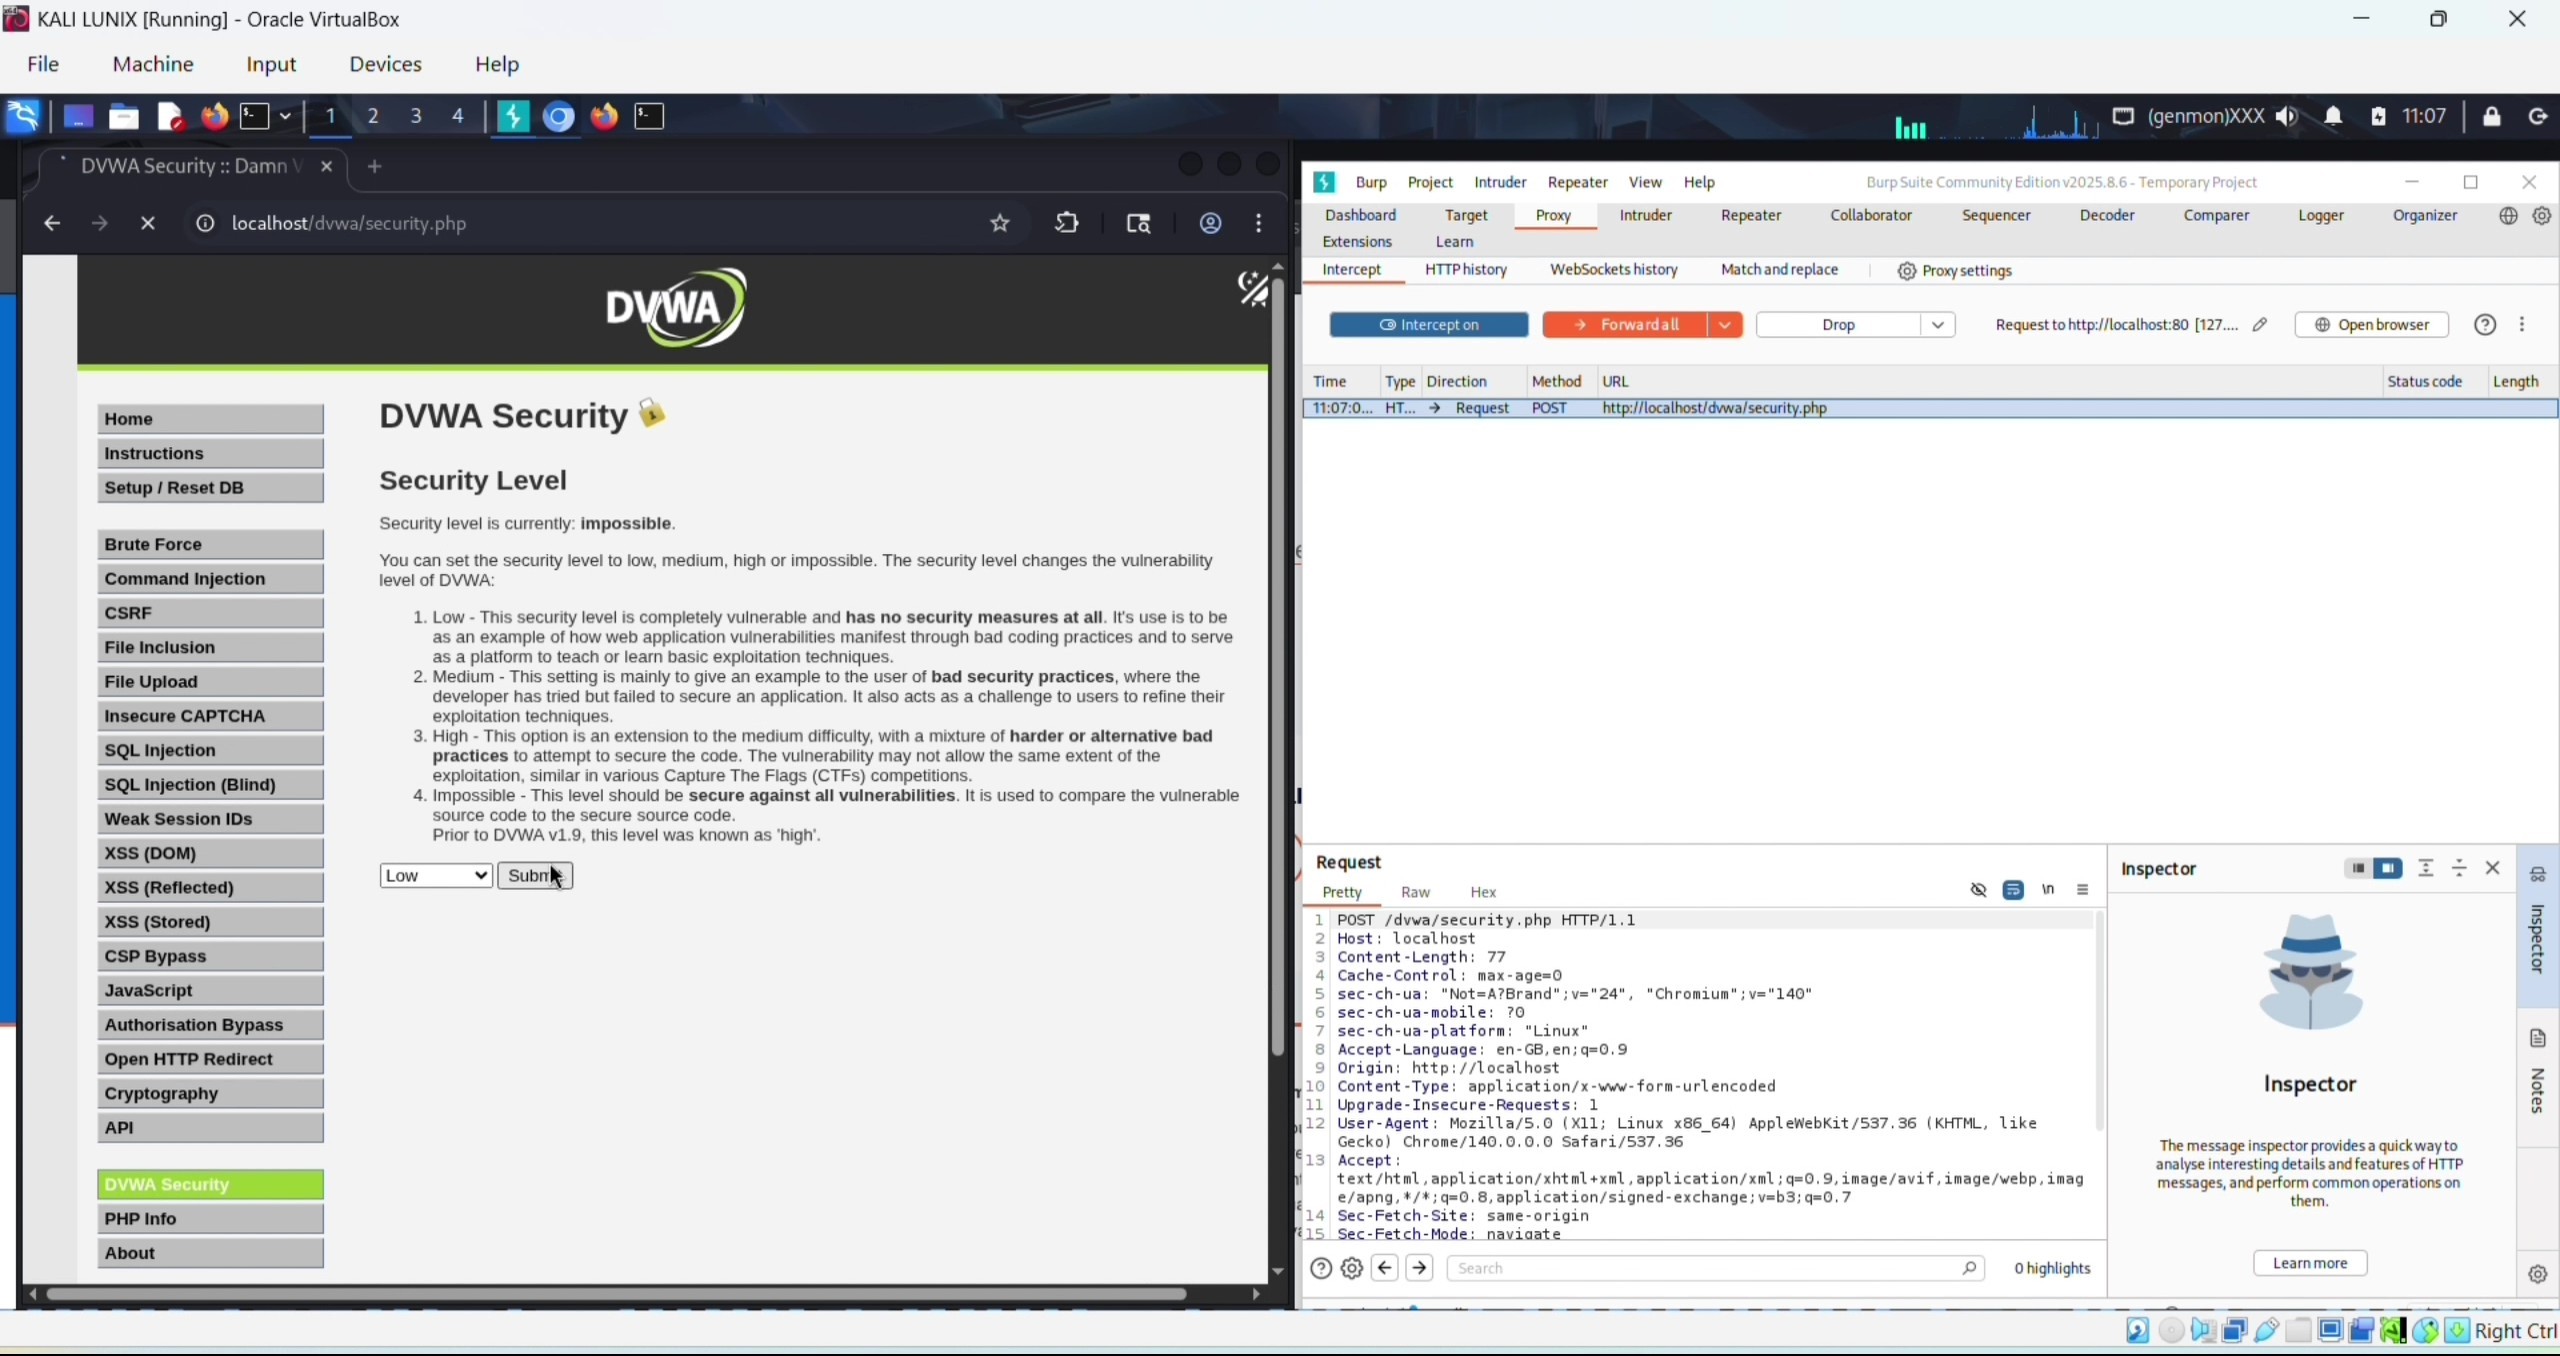 KALI LUNIX [Running] - Oracle VirtualBox
File Machine Input Devices Help
1 2 3 4 (genmon)XXX 11:07
DVWA Security :: Damn V
localhost/dvwa/security.php
DVWA
Home
Instructions
Setup / Reset DB
Brute Force
Command Injection
CSRF
File Inclusion
File Upload
Insecure CAPTCHA
SQL Injection
SQL Injection (Blind)
Weak Session IDs
XSS (DOM)
XSS (Reflected)
XSS (Stored)
CSP Bypass
JavaScript
Authorisation Bypass
Open HTTP Redirect
Cryptography
API
DVWA Security
PHP Info
About
DVWA Security
Security Level
Security level is currently: impossible.
You can set the security level to low, medium, high or impossible. The security level changes the vulnerability
level of DVWA:
1. Low - This security level is completely vulnerable and has no security measures at all. It's use is to be
as an example of how web application vulnerabilities manifest through bad coding practices and to serve
as a platform to teach or learn basic exploitation techniques.
2. Medium - This setting is mainly to give an example to the user of bad security practices, where the
developer has tried but failed to secure an application. It also acts as a challenge to users to refine their
exploitation techniques.
3. High - This option is an extension to the medium difficulty, with a mixture of harder or alternative bad
practices to attempt to secure the code. The vulnerability may not allow the same extent of the
exploitation, similar in various Capture The Flags (CTFs) competitions.
4. Impossible - This level should be secure against all vulnerabilities. It is used to compare the vulnerable
source code to the secure source code.
Prior to DVWA v1.9, this level was known as 'high'.
Low
Burp Project Intruder Repeater View Help Burp Suite Community Edition v2025.8.6 - Temporary Project
Dashboard Target Proxy Intruder Repeater Collaborator Sequencer Decoder Comparer Logger Organizer
Extensions Learn
Intercept HTTP history WebSockets history Match and replace Proxy settings
Intercept on Forward all Drop Request to http://localhost:80 [127.... Open browser
Time Type Direction Method URL Status code Length
11:07:0... HT... Request POST http://localhost/dvwa/security.php
Request
Pretty Raw Hex \n
1 POST /dvwa/security.php HTTP/1.1
2 Host: localhost
3 Content-Length: 77
4 Cache-Control: max-age=0
5 sec-ch-ua: "Not=A?Brand";v="24", "Chromium";v="140"
6 sec-ch-ua-mobile: ?0
7 sec-ch-ua-platform: "Linux"
8 Accept-Language: en-GB,en;q=0.9
9 Origin: http://localhost
10 Content-Type: application/x-www-form-urlencoded
11 Upgrade-Insecure-Requests: 1
12 User-Agent: Mozilla/5.0 (X11; Linux x86_64) AppleWebKit/537.36 (KHTML, like
Gecko) Chrome/140.0.0.0 Safari/537.36
13 Accept:
text/html,application/xhtml+xml,application/xml;q=0.9,image/avif,image/webp,imag
e/apng,*/*;q=0.8,application/signed-exchange;v=b3;q=0.7
14 Sec-Fetch-Site: same-origin
15 Sec-Fetch-Mode: navigate
Search
0 highlights
Inspector
Inspector
The message inspector provides a quick way to
analyse interesting details and features of HTTP
messages, and perform common operations on
them.
Learn more
Inspector
Notes
Right Ctrl